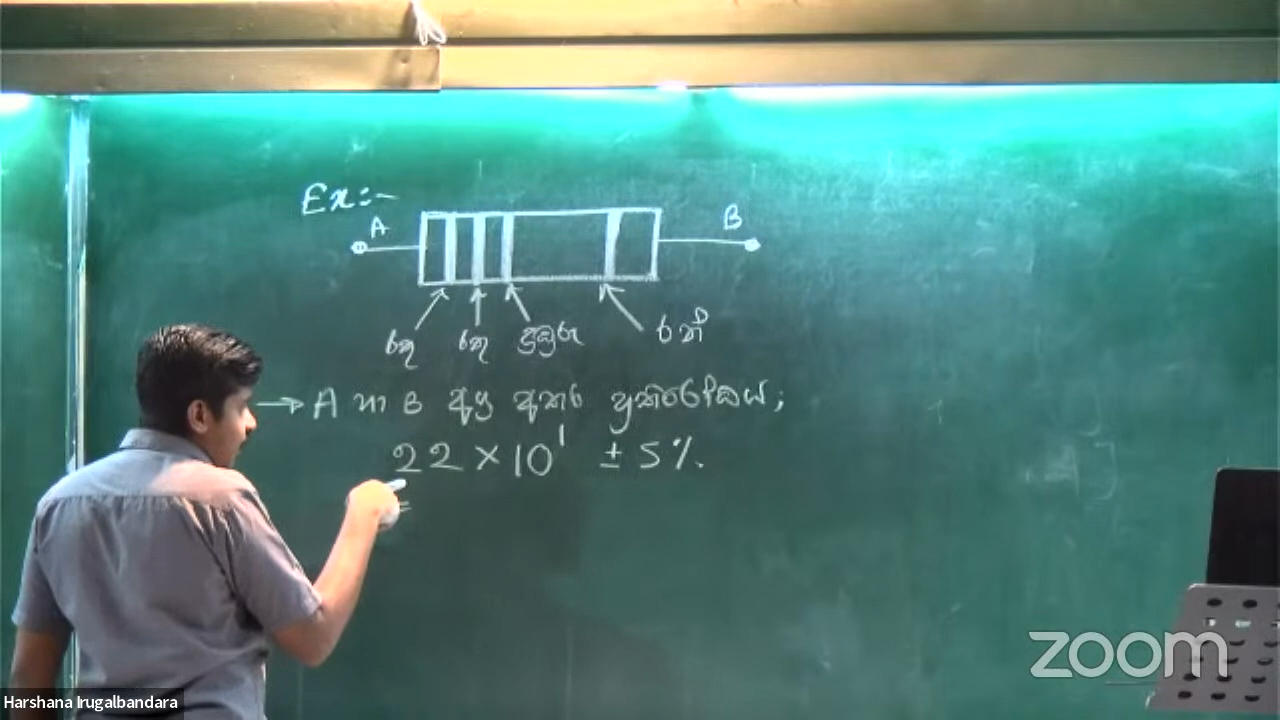 Ex:-
A B
රතු රතු දුඹුරු රන්
→ A හා B අග්‍ර අතර ප්‍රතිරෝධය;
22 × 10¹ ± 5%.
=
zoom
Harshana Irugalbandara